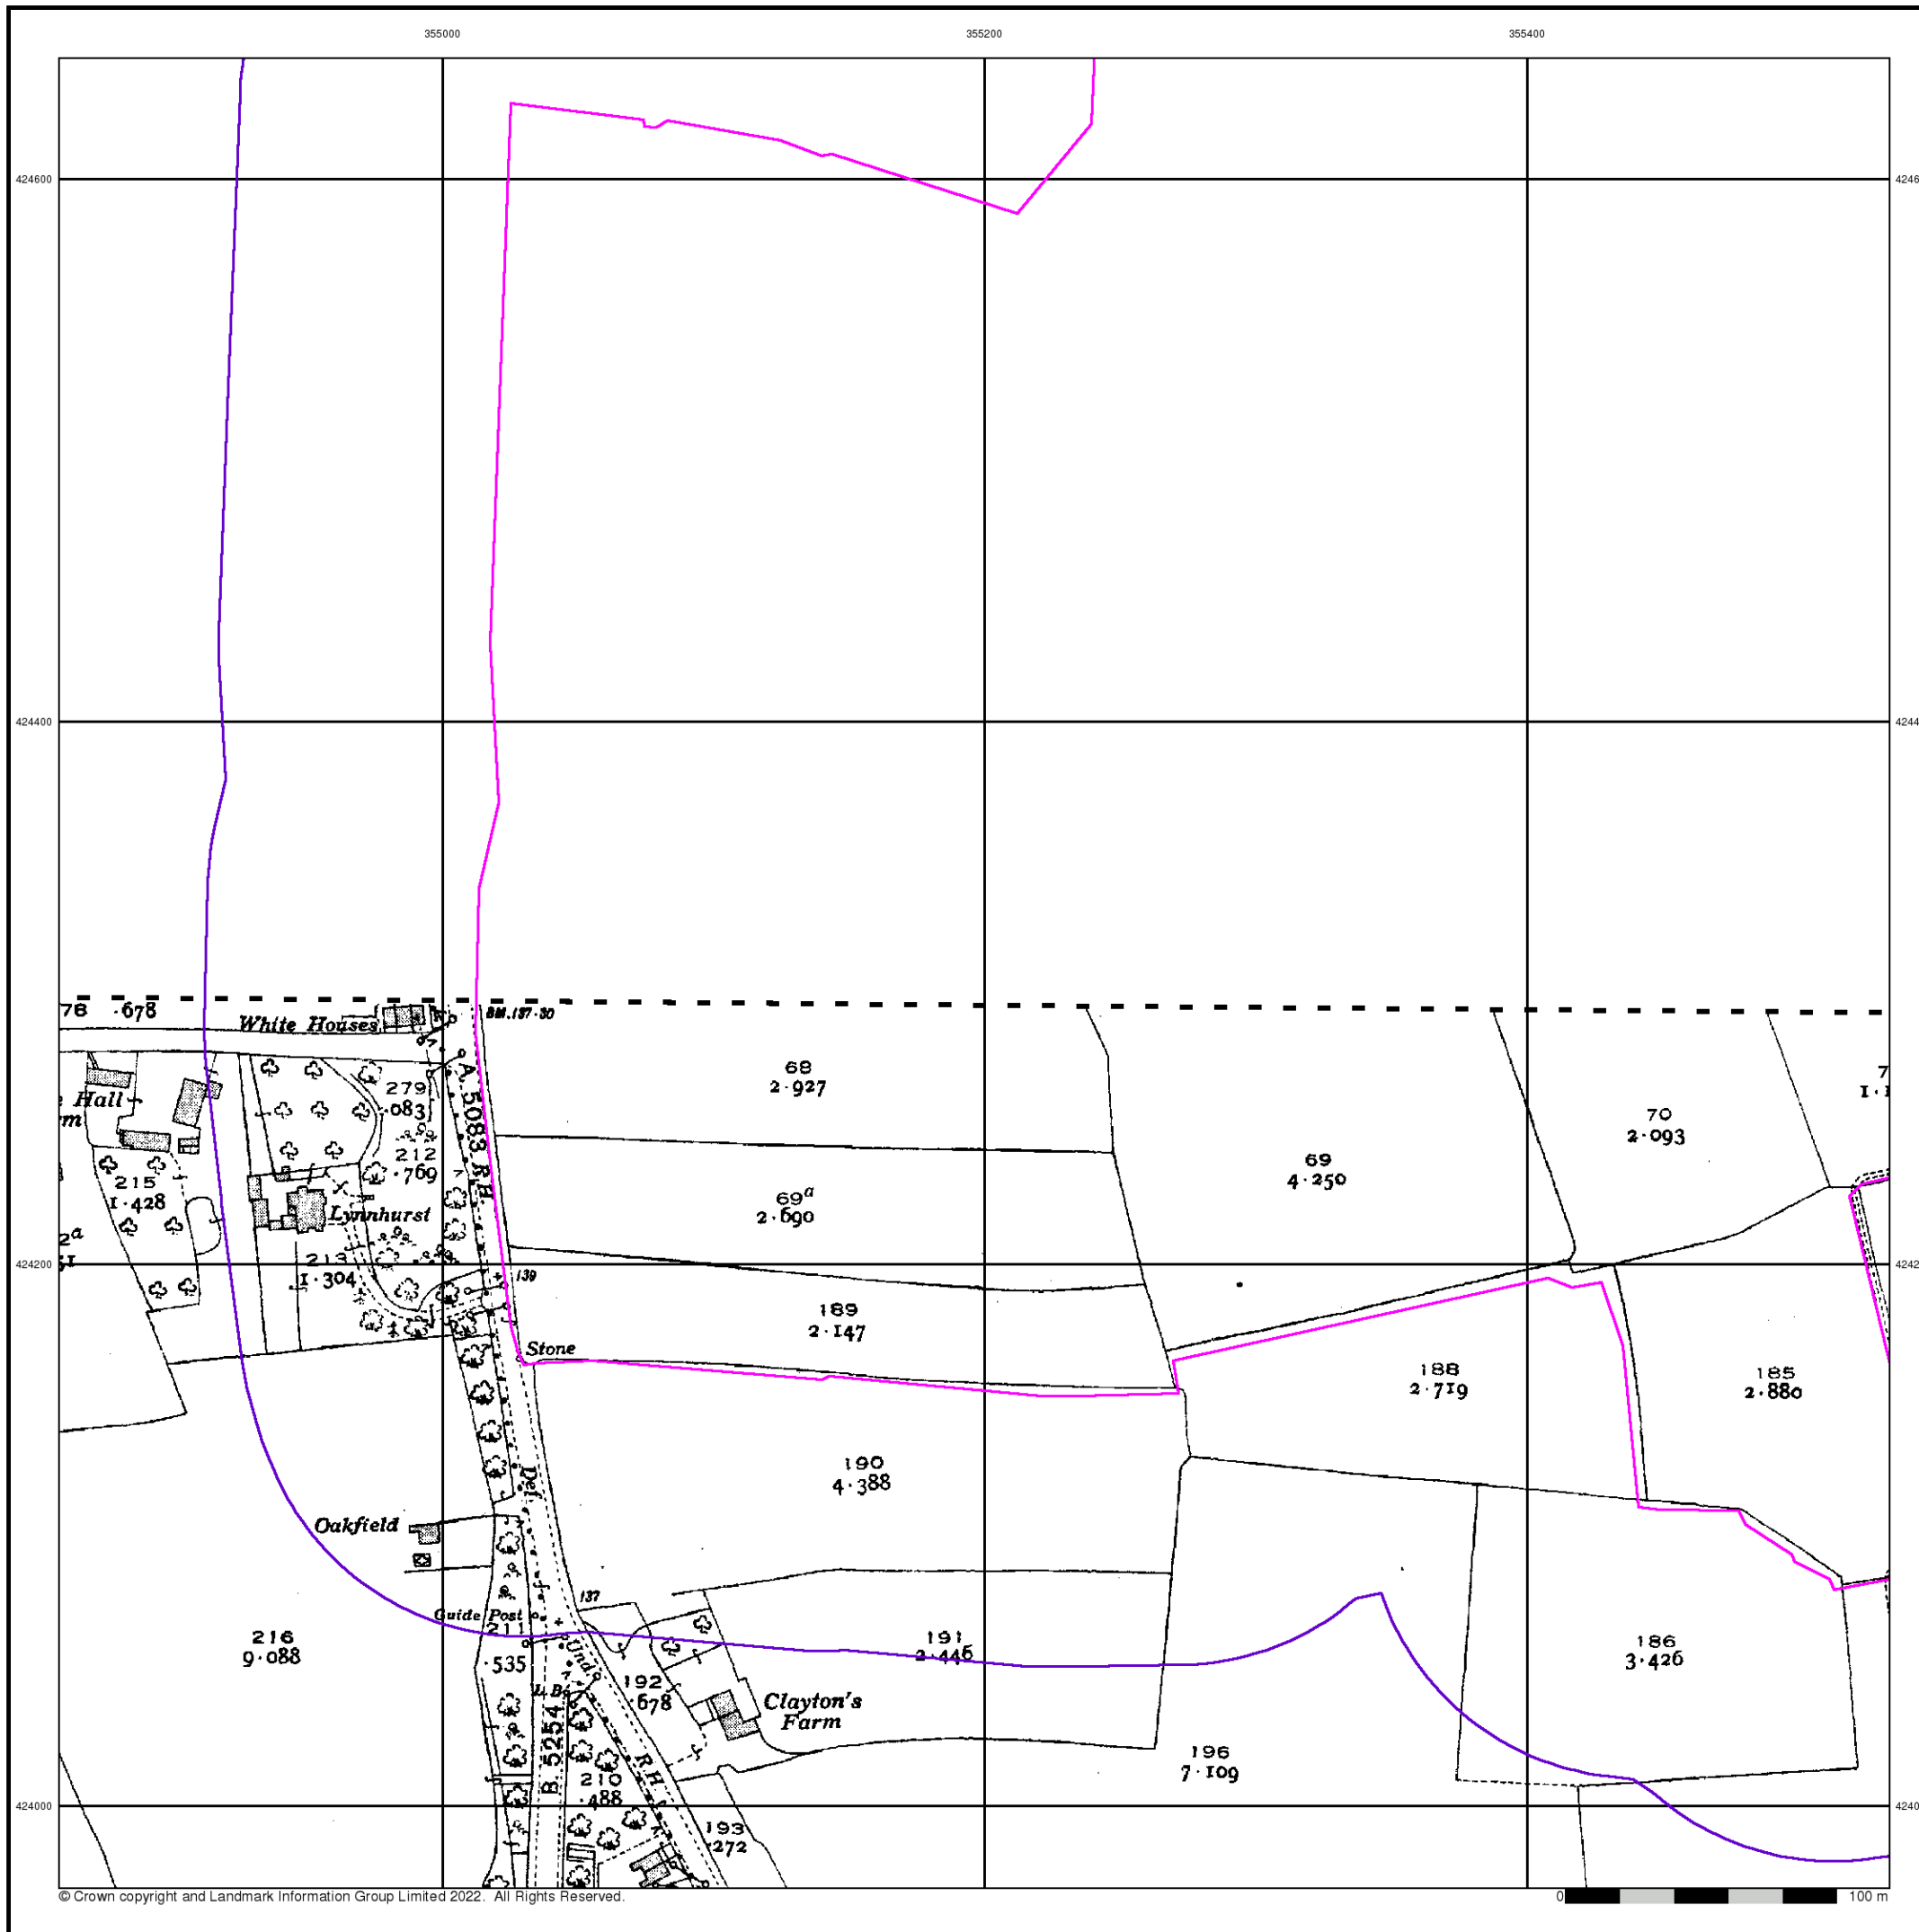 355000 355200 355400
424600
424400
424200
424000
78 .678
White Houses
BM.137.30
A 5083
R H
Hall
279
.083
212
.769
215
1.428
Lynnhurst
213
1.304
139
Stone
68
2.927
69a
2.690
189
2.147
69
4.250
70
2.093
188
2.719
185
2.880
190
4.388
Def
Oakfield
137
Guide Post
211
.535
Und
216
9.088
L.B
192
.678
Clayton's
Farm
191
2.446
186
3.426
B. 5254
R H
210
.488
196
7.109
193
.272
© Crown copyright and Landmark Information Group Limited 2022. All Rights Reserved.
0 100 m